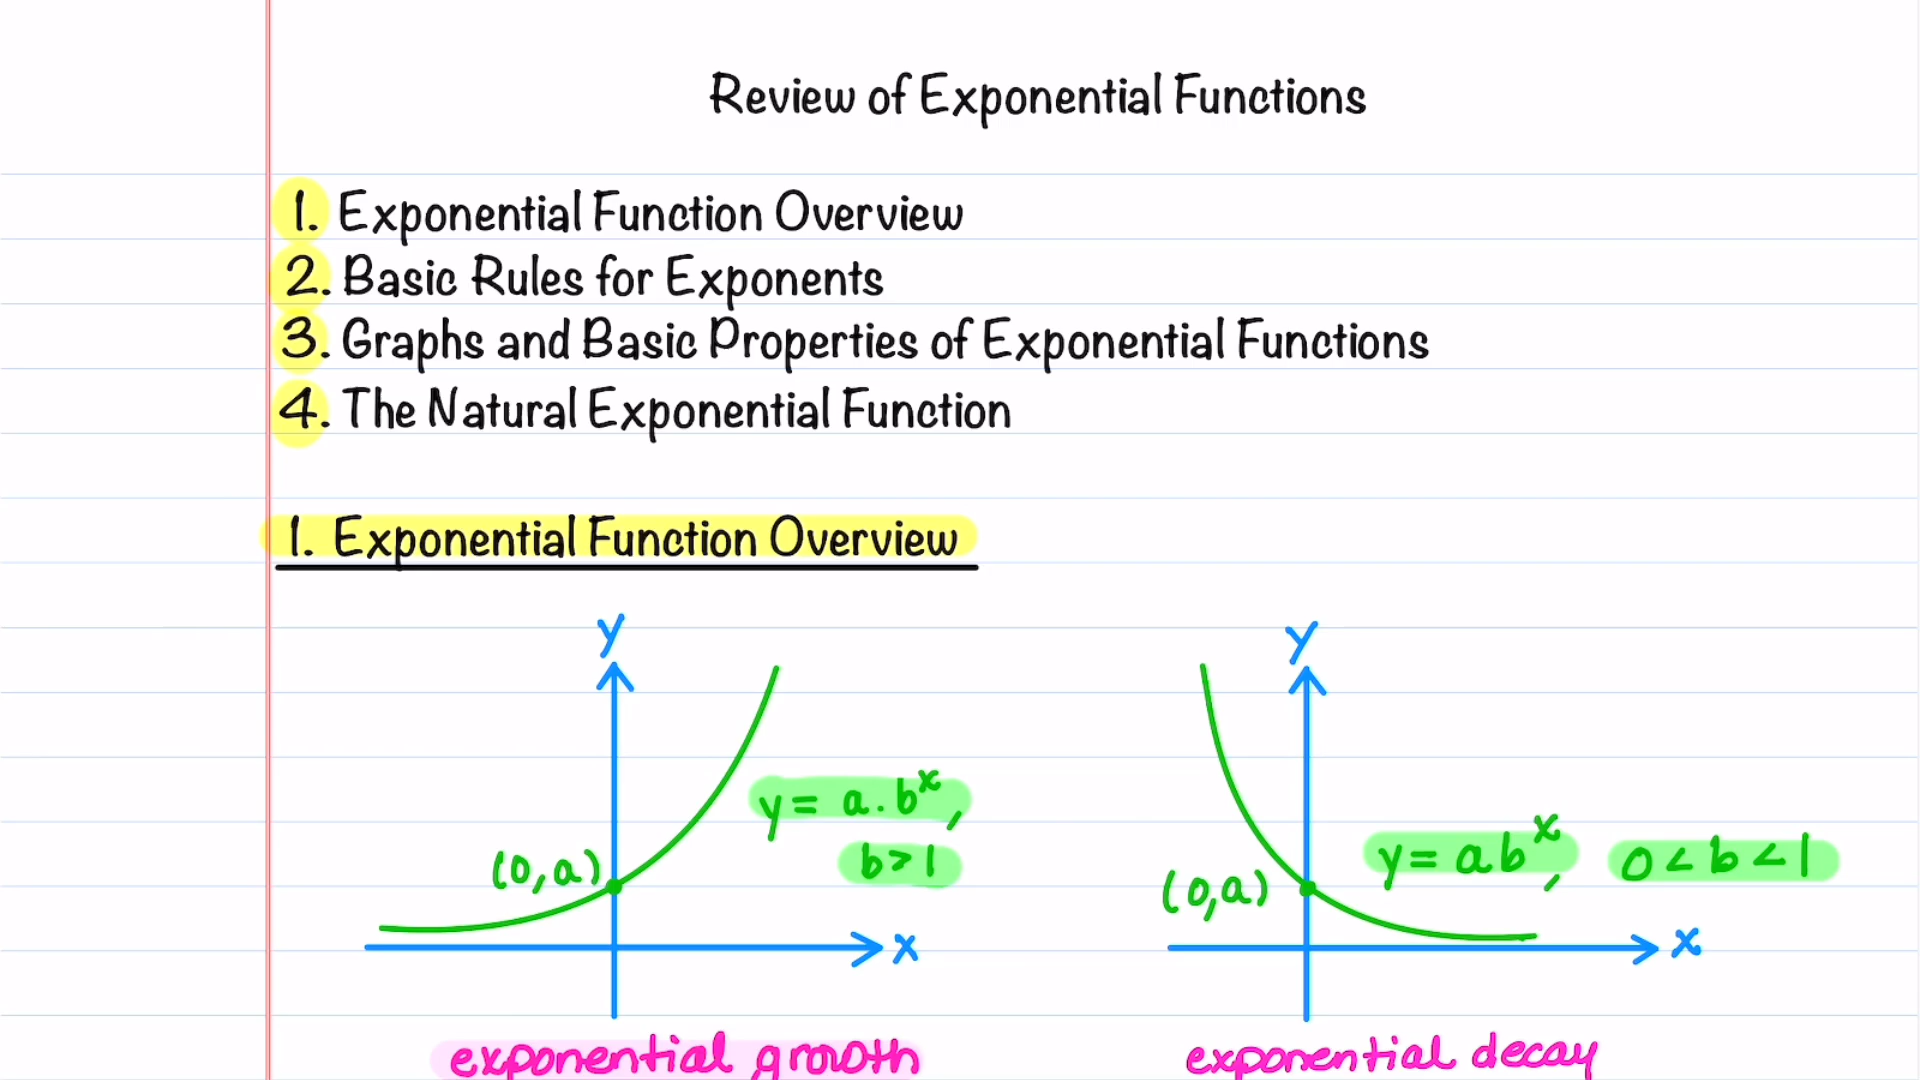 Review of Exponential Functions
1. Exponential Function Overview
2. Basic Rules for Exponents
3. Graphs and Basic Properties of Exponential Functions
4. The Natural Exponential Function
1. Exponential Function Overview
y
y
y = a · bˣ,
b > 1
(0, a)
x
y = abˣ, 0 < b < 1
(0, a)
x
exponential growth
exponential decay